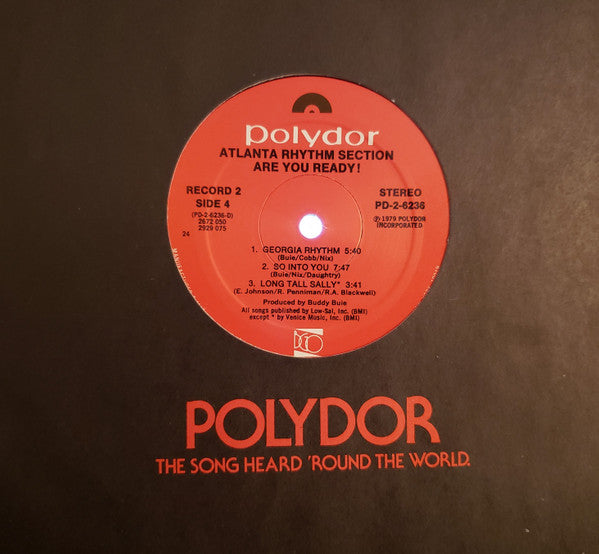 polydor
ATLANTA RHYTHM SECTION
ARE YOU READY!
RECORD 2
SIDE 4
(PD-2-6236-D)
2672 050
2929 075
24
STEREO
PD-2-6236
Ⓟ 1979 POLYDOR
INCORPORATED
1. GEORGIA RHYTHM 5:40
(Buie/Cobb/Nix)
2. SO INTO YOU 7:47
(Buie/Nix/Daughtry)
3. LONG TALL SALLY* 3:41
(E. Johnson/R. Penniman/R.A. Blackwell)
Produced by Buddy Buie
All songs published by Low-Sal, Inc. (BMI)
except * by Venice Music, Inc. (BMI)
POLYDOR
THE SONG HEARD 'ROUND THE WORLD.